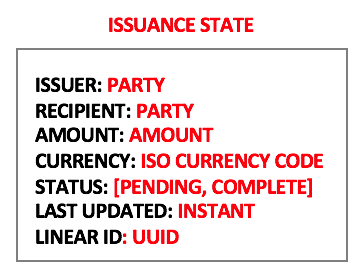 ISSUANCE STATE
ISSUER: PARTY
RECIPIENT: PARTY
AMOUNT: AMOUNT
CURRENCY: ISO CURRENCY CODE
STATUS: [PENDING, COMPLETE]
LAST UPDATED: INSTANT
LINEAR ID: UUID